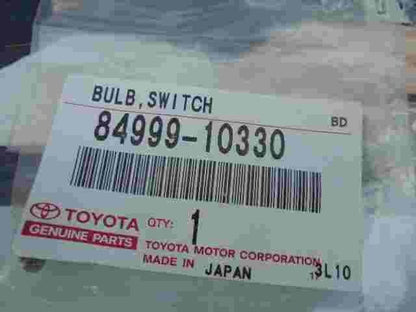 BULB, SWITCH
BD
84999-10330
TOYOTA
GENUINE PARTS
QTY: 1
TOYOTA MOTOR CORPORATION
MADE IN JAPAN
3L10